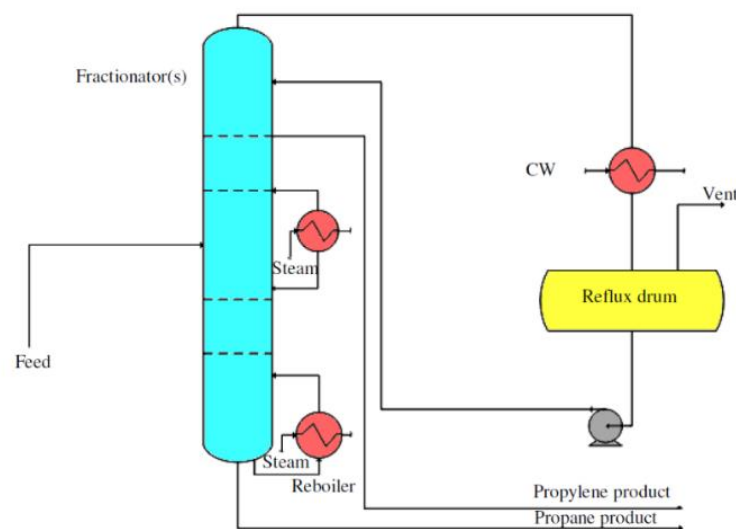 Fractionator(s)
CW
Vent
Steam
Reflux drum
Feed
Steam
Reboiler
Propylene product
Propane product